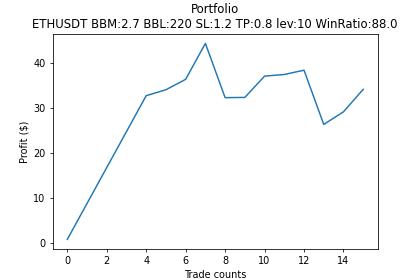 Portfolio
ETHUSDT BBM:2.7 BBL:220 SL:1.2 TP:0.8 lev:10 WinRatio:88.0
40
30
20
10
0
Profit ($)
0 2 4 6 8 10 12 14
Trade counts